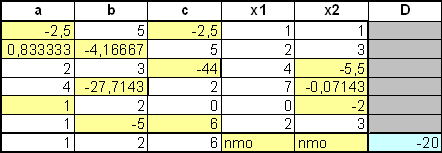 a b c x1 x2 D
-2,5 5 -2,5 1 1
0,833333 -4,16667 5 2 3
2 3 -44 4 -5,5
4 -27,7143 2 7 -0,07143
1 2 0 0 -2
1 -5 6 2 3
1 2 6 nmo nmo -20